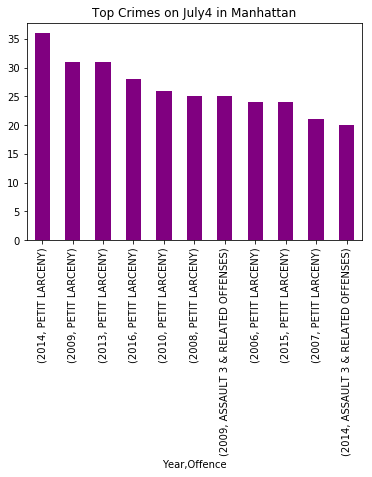 Top Crimes on July4 in Manhattan
35
30
25
20
15
10
5
0
(2014, PETIT LARCENY)
(2009, PETIT LARCENY)
(2013, PETIT LARCENY)
(2016, PETIT LARCENY)
(2010, PETIT LARCENY)
(2008, PETIT LARCENY)
(2009, ASSAULT 3 & RELATED OFFENSES)
(2006, PETIT LARCENY)
(2015, PETIT LARCENY)
(2007, PETIT LARCENY)
(2014, ASSAULT 3 & RELATED OFFENSES)
Year,Offence